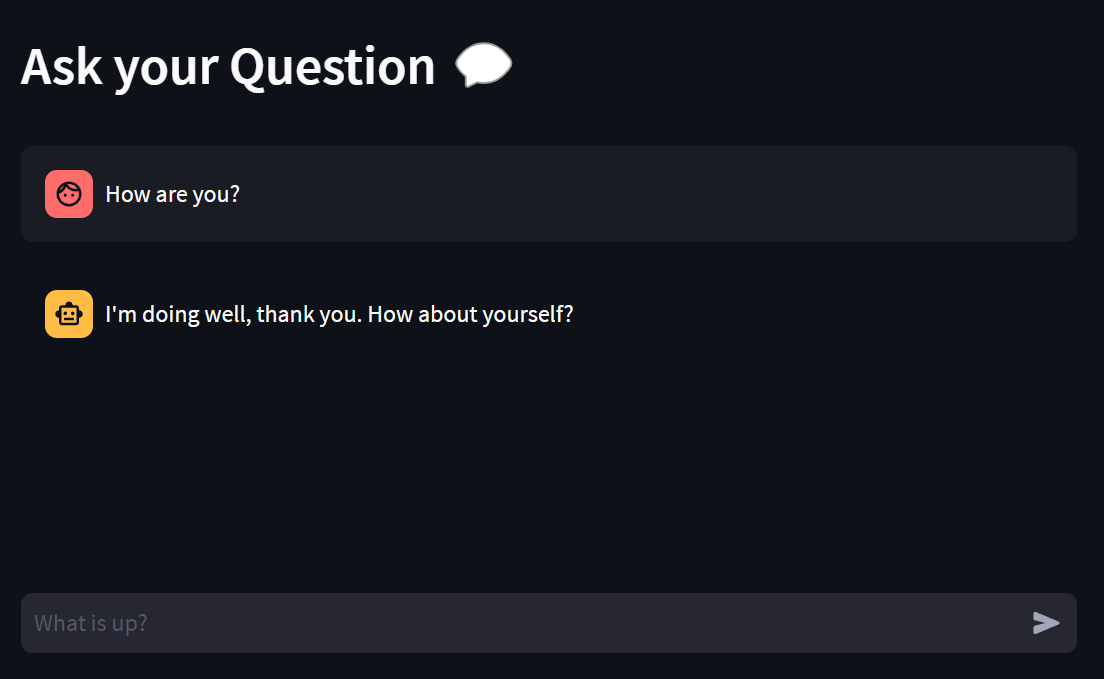 Ask your Question 💬
How are you?
I'm doing well, thank you. How about yourself?
What is up?